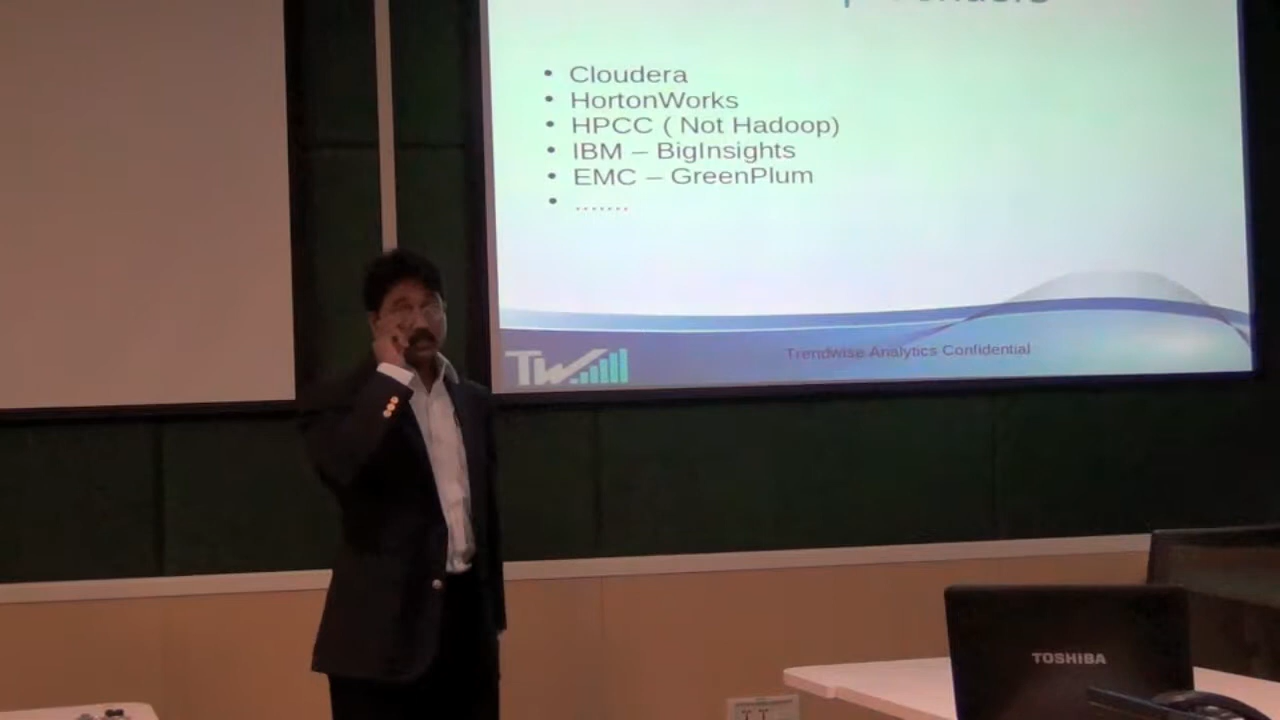 • Cloudera
• HortonWorks
• HPCC ( Not Hadoop)
• IBM – BigInsights
• EMC – GreenPlum
• .......
TW
Trendwise Analytics Confidential
TOSHIBA